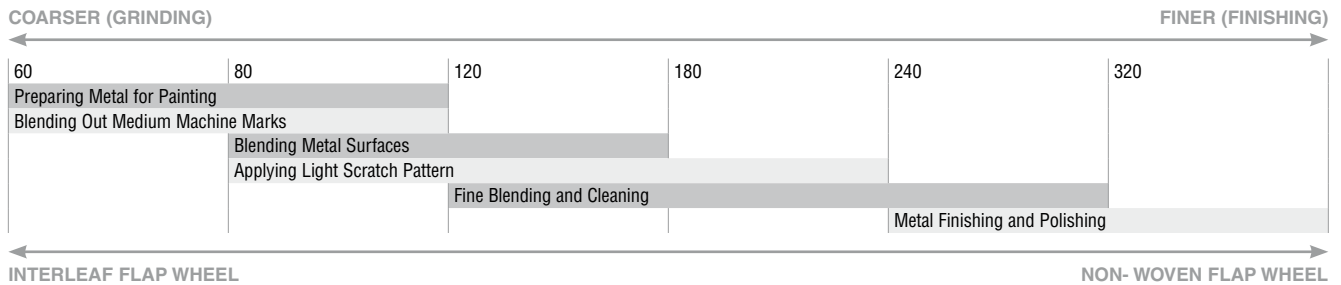 COARSER (GRINDING) FINER (FINISHING)
60 80 120 180 240 320
Preparing Metal for Painting
Blending Out Medium Machine Marks
Blending Metal Surfaces
Applying Light Scratch Pattern
Fine Blending and Cleaning
Metal Finishing and Polishing
INTERLEAF FLAP WHEEL NON- WOVEN FLAP WHEEL